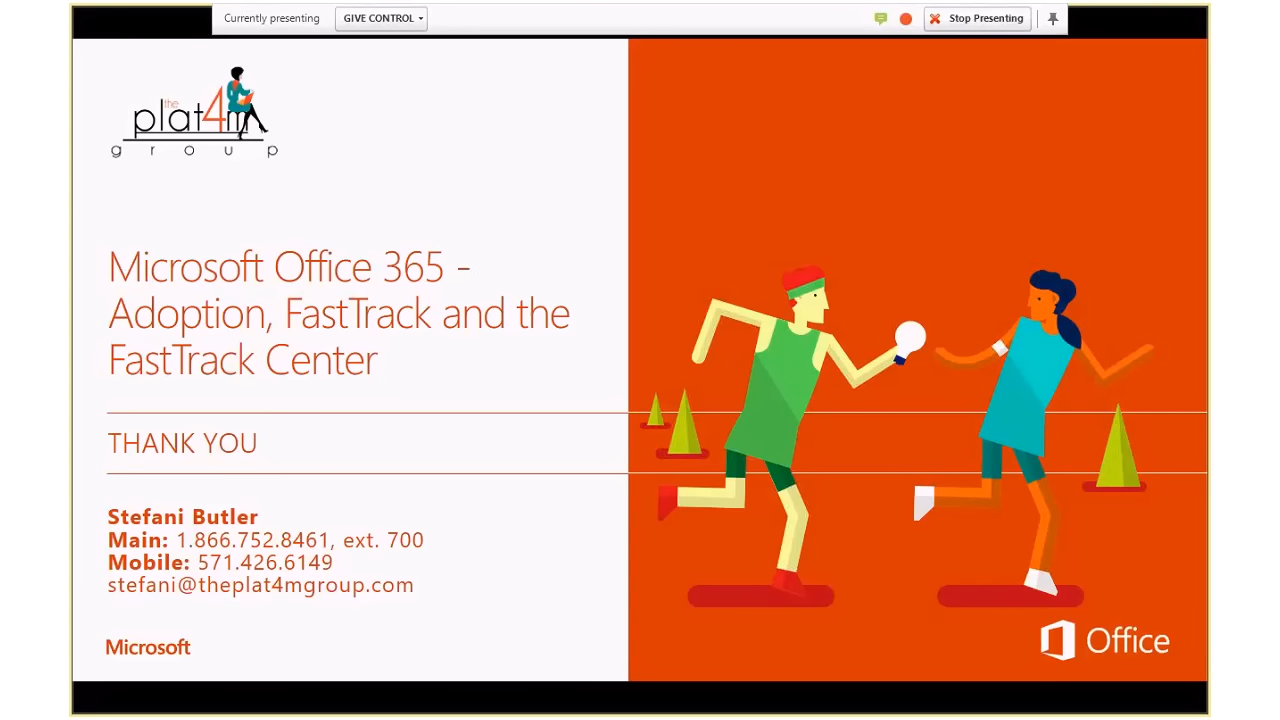 Currently presenting
GIVE CONTROL
Stop Presenting
the
plat4m
group
Microsoft Office 365 -
Adoption, FastTrack and the
FastTrack Center
THANK YOU
Stefani Butler
Main: 1.866.752.8461, ext. 700
Mobile: 571.426.6149
stefani@theplat4mgroup.com
Microsoft
Office